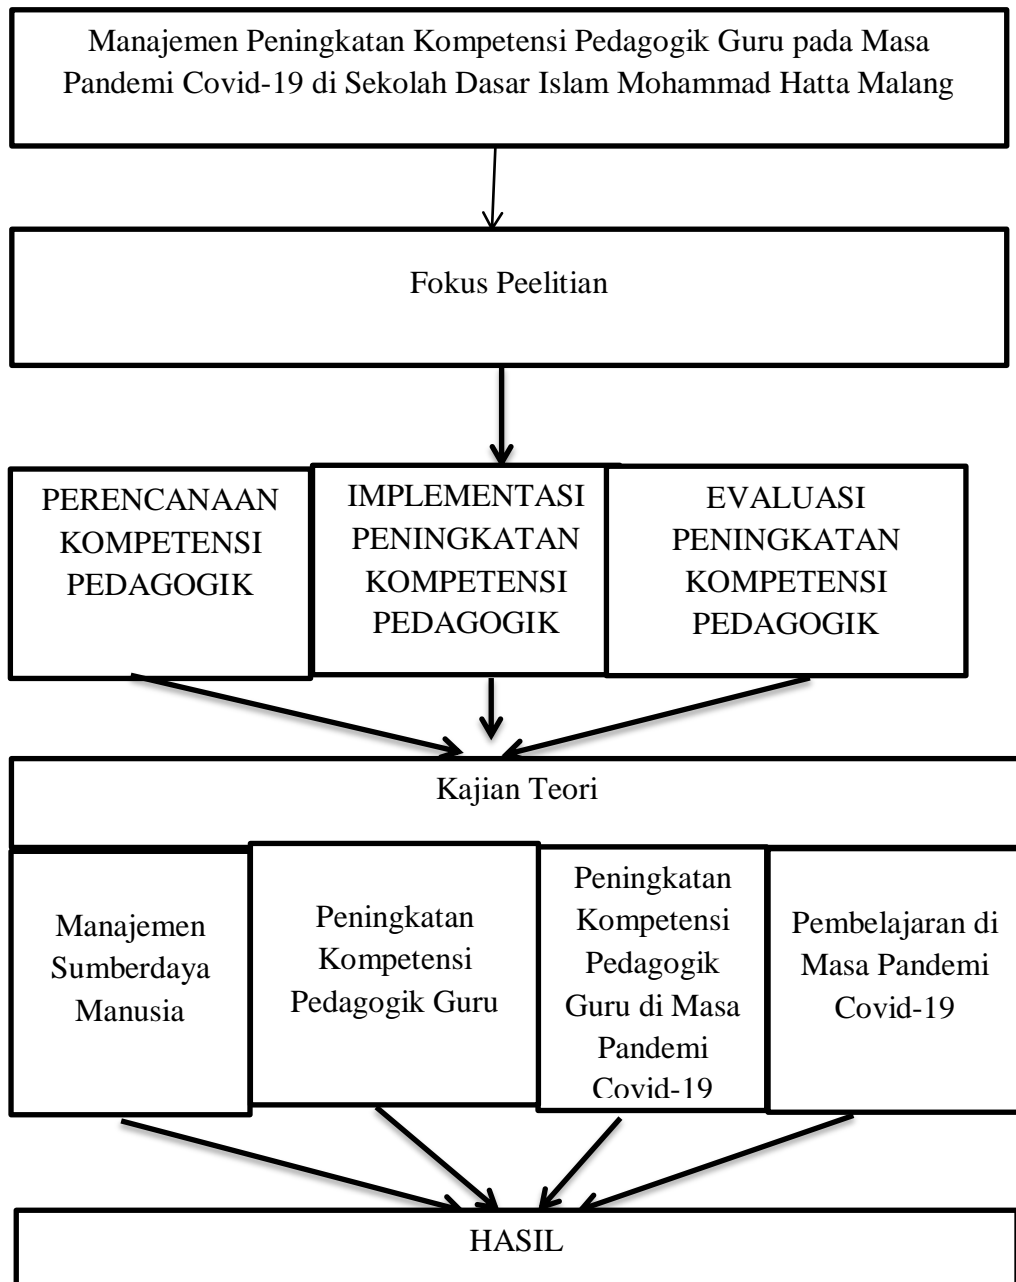 Manajemen Peningkatan Kompetensi Pedagogik Guru pada Masa
Pandemi Covid-19 di Sekolah Dasar Islam Mohammad Hatta Malang
Fokus Peelitian
PERENCANAAN
KOMPETENSI
PEDAGOGIK
IMPLEMENTASI
PENINGKATAN
KOMPETENSI
PEDAGOGIK
EVALUASI
PENINGKATAN
KOMPETENSI
PEDAGOGIK
Kajian Teori
Manajemen
Sumberdaya
Manusia
Peningkatan
Kompetensi
Pedagogik Guru
Peningkatan
Kompetensi
Pedagogik
Guru di Masa
Pandemi
Covid-19
Pembelajaran di
Masa Pandemi
Covid-19
HASIL